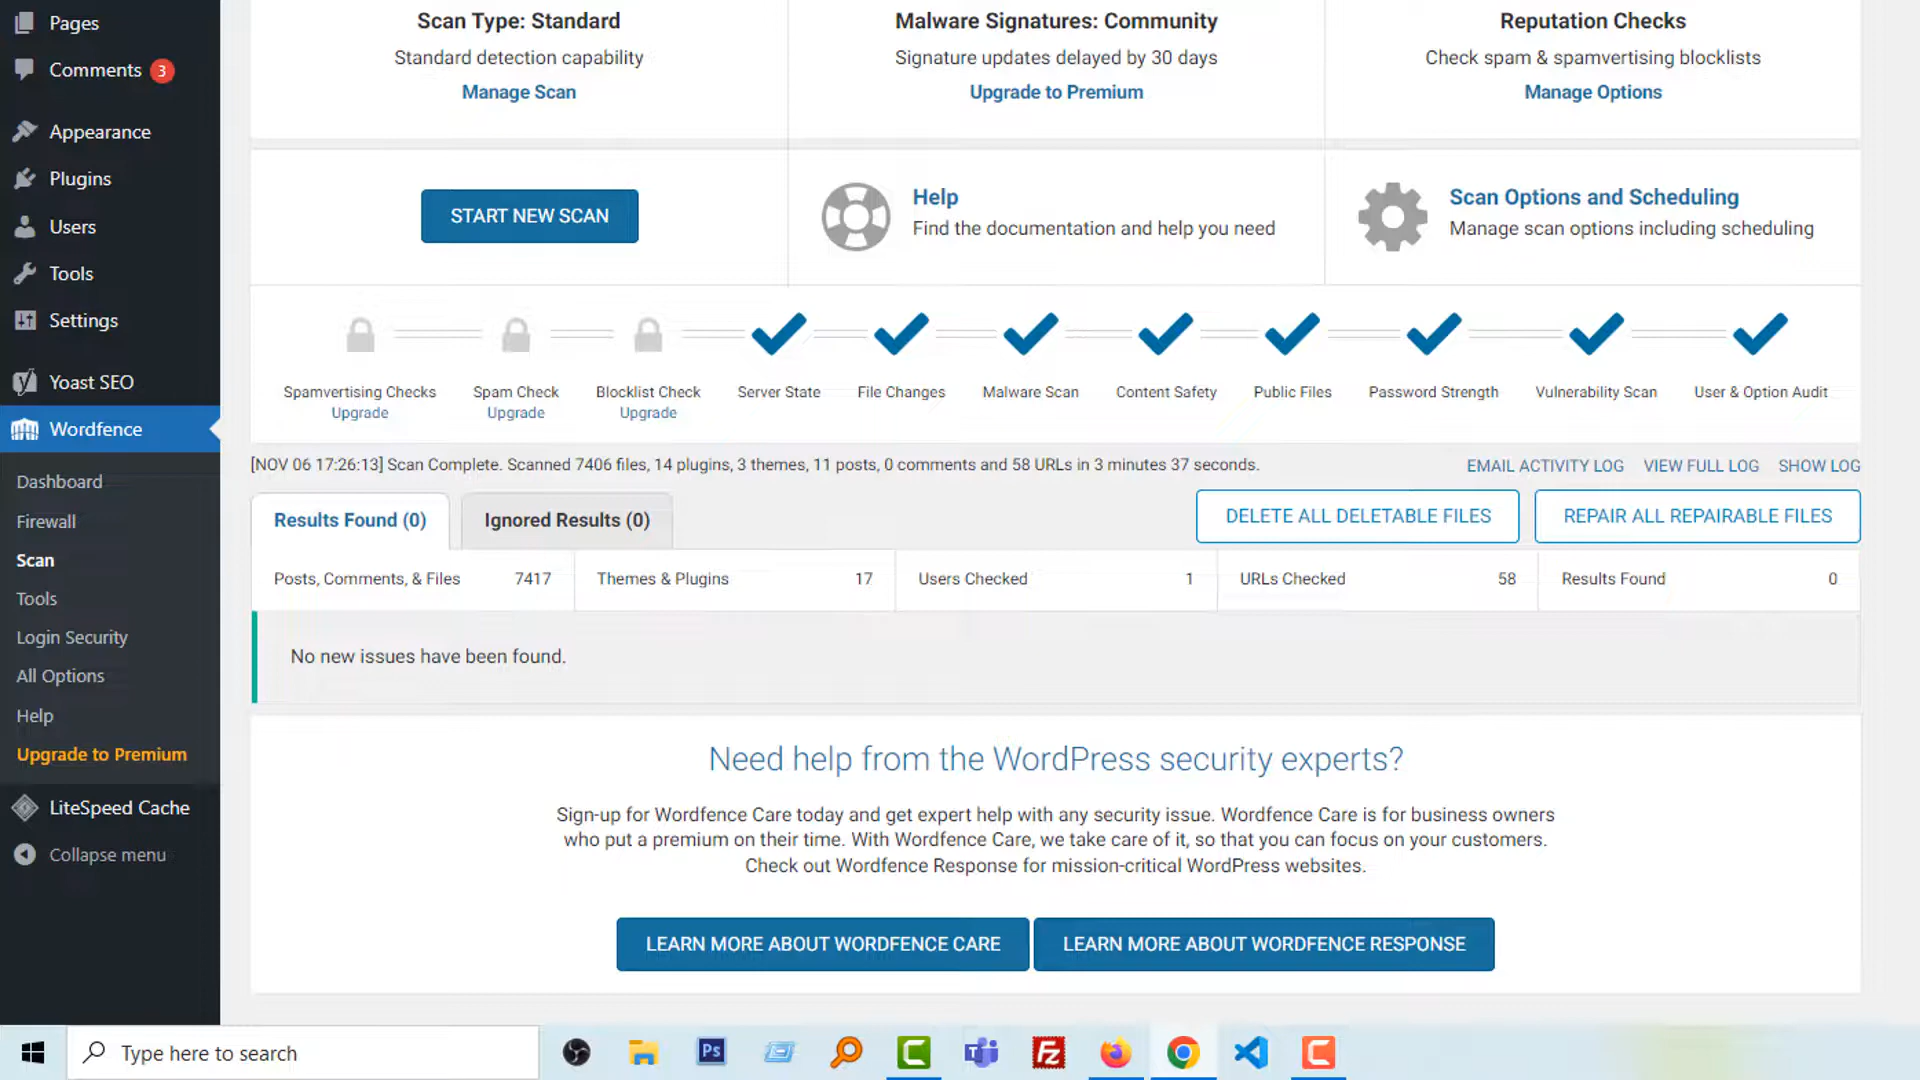 Pages
Comments 3
Appearance
Plugins
Users
Tools
Settings
Yoast SEO
Wordfence
Dashboard
Firewall
Scan
Tools
Login Security
All Options
Help
Upgrade to Premium
LiteSpeed Cache
Collapse menu
Scan Type: Standard
Standard detection capability
Manage Scan
Malware Signatures: Community
Signature updates delayed by 30 days
Upgrade to Premium
Reputation Checks
Check spam & spamvertising blocklists
Manage Options
START NEW SCAN
Help
Find the documentation and help you need
Scan Options and Scheduling
Manage scan options including scheduling
Spamvertising Checks
Upgrade
Spam Check
Upgrade
Blocklist Check
Upgrade
Server State
File Changes
Malware Scan
Content Safety
Public Files
Password Strength
Vulnerability Scan
User & Option Audit
[NOV 06 17:26:13] Scan Complete. Scanned 7406 files, 14 plugins, 3 themes, 11 posts, 0 comments and 58 URLs in 3 minutes 37 seconds.
EMAIL ACTIVITY LOG VIEW FULL LOG SHOW LOG
Results Found (0)
Ignored Results (0)
DELETE ALL DELETABLE FILES
REPAIR ALL REPAIRABLE FILES
Posts, Comments, & Files 7417
Themes & Plugins 17
Users Checked 1
URLs Checked 58
Results Found 0
No new issues have been found.
Need help from the WordPress security experts?
Sign-up for Wordfence Care today and get expert help with any security issue. Wordfence Care is for business owners
who put a premium on their time. With Wordfence Care, we take care of it, so that you can focus on your customers.
Check out Wordfence Response for mission-critical WordPress websites.
LEARN MORE ABOUT WORDFENCE CARE
LEARN MORE ABOUT WORDFENCE RESPONSE
Type here to search
Ps